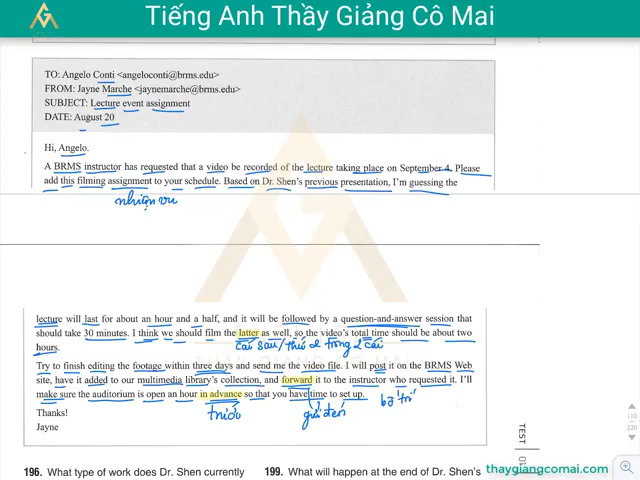 Tiếng Anh Thầy Giảng Cô Mai
TO: Angelo Conti <angeloconti@brms.edu>
FROM: Jayne Marche <jaynemarche@brms.edu>
SUBJECT: Lecture event assignment
DATE: August 20
Hi, Angelo.
A BRMS instructor has requested that a video be recorded of the lecture taking place on September 4. Please
add this filming assignment to your schedule. Based on Dr. Shen's previous presentation, I'm guessing the
nhiệm vụ
lecture will last for about an hour and a half, and it will be followed by a question-and-answer session that
should take 30 minutes. I think we should film the latter as well, so the video's total time should be about two
hours.
cái sau/thứ 2 trong 2 cái
Try to finish editing the footage within three days and send me the video file. I will post it on the BRMS Web
site, have it added to our multimedia library's collection, and forward it to the instructor who requested it. I'll
make sure the auditorium is open an hour in advance so that you have time to set up.
trước
gửi đến
bố trí
Thanks!
Jayne
TEST 10
196. What type of work does Dr. Shen currently
199. What will happen at the end of Dr. Shen's
thaygiangcomai.com
220